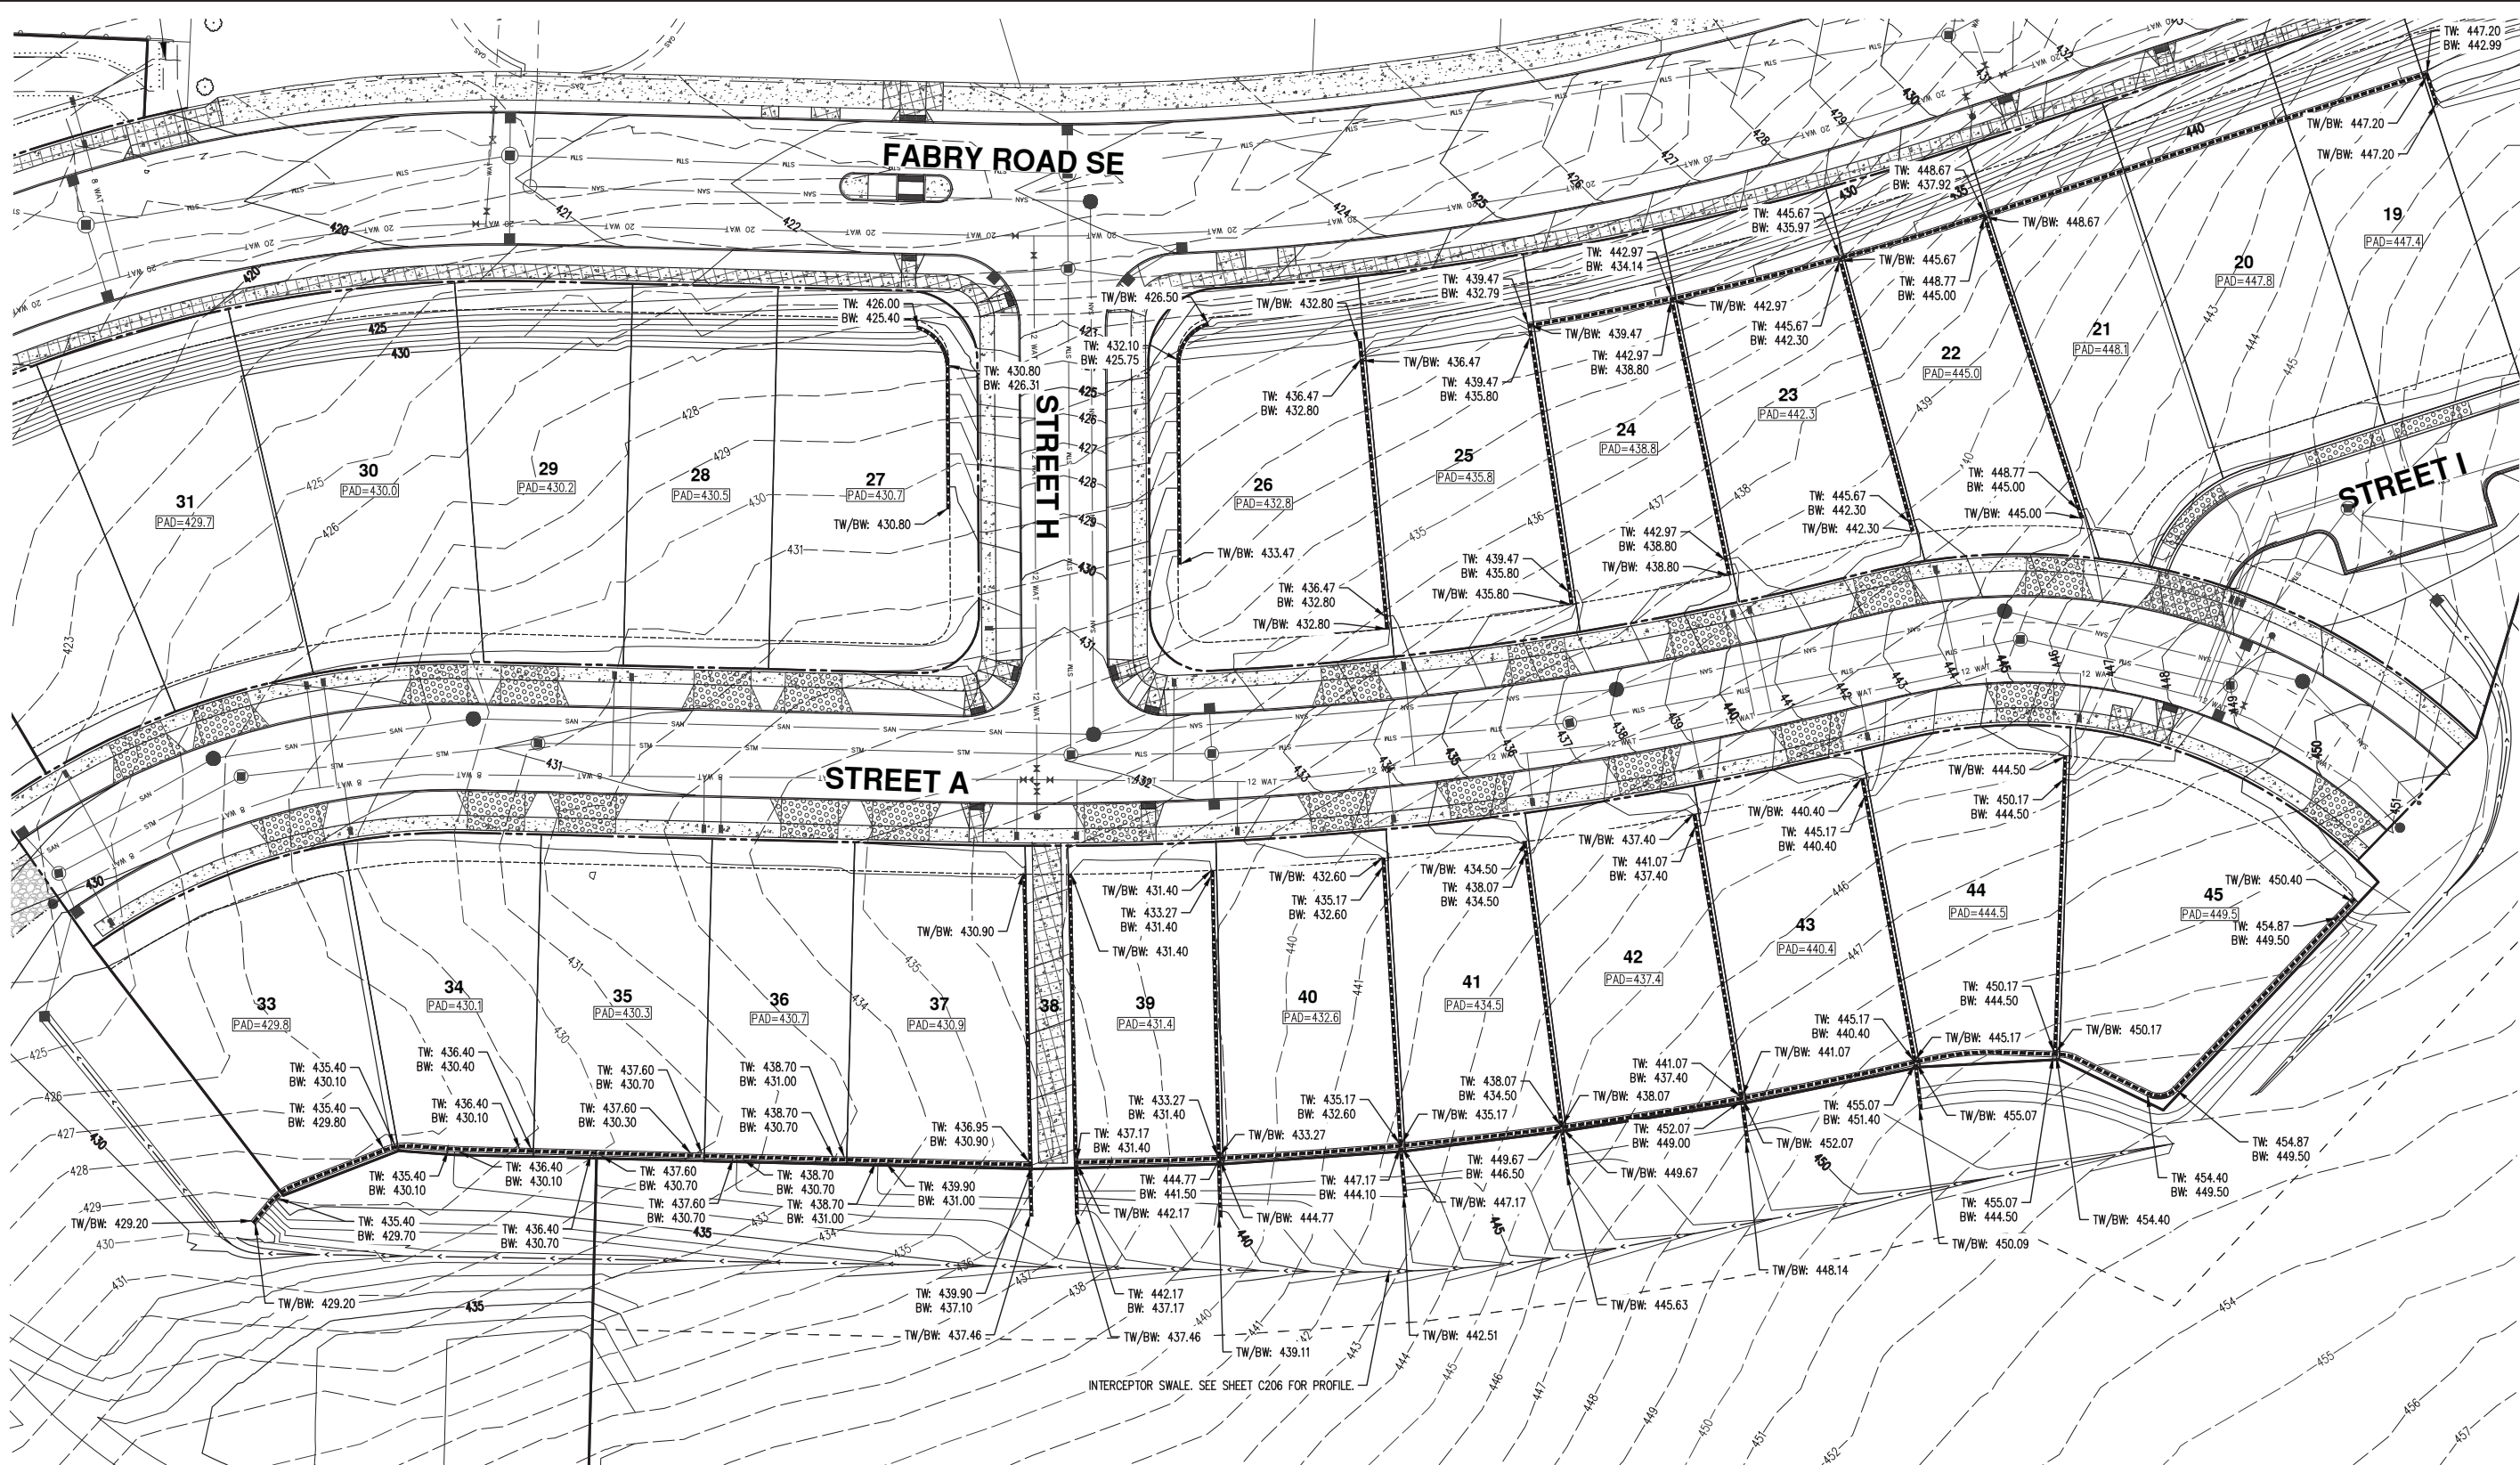 TW: 447.20
BW: 442.99
TW/BW: 447.20
TW/BW: 447.20
FABRY ROAD SE
TW: 448.67
BW: 437.92
TW/BW: 448.67
TW: 445.67
BW: 435.97
TW/BW: 445.67
TW: 448.77
BW: 445.00
TW: 442.97
BW: 434.14
TW/BW: 442.97
TW: 445.67
BW: 442.30
TW: 439.47
BW: 432.79
TW/BW: 439.47
TW: 442.97
BW: 438.80
TW/BW: 426.50
TW/BW: 432.80
TW: 426.00
BW: 425.40
TW: 432.10
BW: 425.75
TW: 430.80
BW: 426.31
TW/BW: 436.47
TW: 439.47
BW: 435.80
TW: 436.47
BW: 432.80
19
PAD=447.4
20
PAD=447.8
21
PAD=448.1
22
PAD=445.0
23
PAD=442.3
24
PAD=438.8
25
PAD=435.8
26
PAD=432.8
27
PAD=430.7
28
PAD=430.5
29
PAD=430.2
30
PAD=430.0
31
PAD=429.7
STREET H
STREET I
TW/BW: 430.80
TW/BW: 433.47
TW: 436.47
BW: 432.80
TW/BW: 432.80
TW: 439.47
BW: 435.80
TW/BW: 435.80
TW: 442.97
BW: 438.80
TW/BW: 438.80
TW: 445.67
BW: 442.30
TW/BW: 442.30
TW: 448.77
BW: 445.00
TW/BW: 445.00
420
421
422
424
425
426
427
428
429
430
STREET A
TW/BW: 430.90
TW/BW: 431.40
TW: 433.27
BW: 431.40
TW/BW: 431.40
TW/BW: 432.60
TW: 435.17
BW: 432.60
TW/BW: 434.50
TW: 438.07
BW: 434.50
TW/BW: 437.40
TW: 441.07
BW: 437.40
TW/BW: 440.40
TW: 445.17
BW: 440.40
TW/BW: 444.50
TW: 450.17
BW: 444.50
TW/BW: 450.40
TW: 454.87
BW: 449.50
33
PAD=429.8
34
PAD=430.1
35
PAD=430.3
36
PAD=430.7
37
PAD=430.9
38
39
PAD=431.4
40
PAD=432.6
41
PAD=434.5
42
PAD=437.4
43
PAD=440.4
44
PAD=444.5
45
PAD=449.5
TW: 435.40
BW: 430.10
TW: 435.40
BW: 429.80
TW: 436.40
BW: 430.40
TW: 436.40
BW: 430.10
TW: 437.60
BW: 430.70
TW: 437.60
BW: 430.30
TW: 438.70
BW: 431.00
TW: 438.70
BW: 430.70
TW: 436.95
BW: 430.90
TW: 437.17
BW: 431.40
TW: 433.27
BW: 431.40
TW/BW: 433.27
TW: 435.17
BW: 432.60
TW/BW: 435.17
TW: 438.07
BW: 434.50
TW/BW: 438.07
TW: 441.07
BW: 437.40
TW/BW: 441.07
TW: 445.17
BW: 440.40
TW/BW: 445.17
TW: 450.17
BW: 444.50
TW/BW: 450.17
TW: 435.40
BW: 430.10
TW: 436.40
BW: 430.10
TW: 437.60
BW: 430.70
TW: 438.70
BW: 430.70
TW: 439.90
BW: 431.00
TW: 437.60
BW: 430.70
TW: 438.70
BW: 431.00
TW: 435.40
BW: 429.70
TW: 436.40
BW: 430.70
TW/BW: 429.20
TW/BW: 429.20
TW: 444.77
BW: 441.50
TW/BW: 442.17
TW/BW: 444.77
TW: 447.17
BW: 444.10
TW/BW: 447.17
TW: 449.67
BW: 446.50
TW/BW: 449.67
TW: 452.07
BW: 449.00
TW/BW: 452.07
TW: 455.07
BW: 451.40
TW/BW: 455.07
TW: 455.07
BW: 444.50
TW/BW: 454.40
TW: 454.40
BW: 449.50
TW: 454.87
BW: 449.50
TW/BW: 450.09
TW/BW: 448.14
TW/BW: 445.63
TW/BW: 442.51
TW: 439.90
BW: 437.10
TW/BW: 437.46
TW: 442.17
BW: 437.17
TW/BW: 437.46
TW/BW: 439.11
INTERCEPTOR SWALE. SEE SHEET C206 FOR PROFILE.
443
444
445
446
447
448
449
450
451
452
454
455
456
457